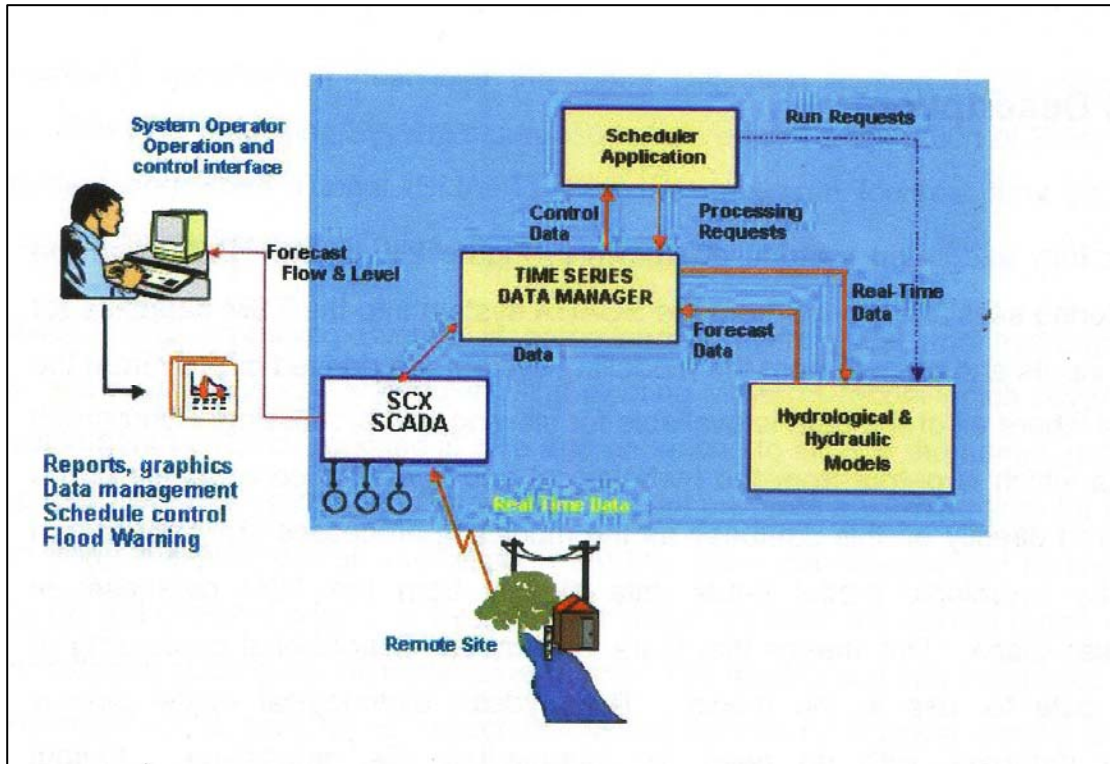 System Operator
Operation and
control interface
Scheduler
Application
Run Requests
Control
Data
Processing
Requests
Forecast
Flow & Level
TIME SERIES
DATA MANAGER
Real-Time
Data
Forecast
Data
Data
SCX
SCADA
Hydrological &
Hydraulic
Models
Reports, graphics
Data management
Schedule control
Flood Warning
Real Time Data
Remote Site